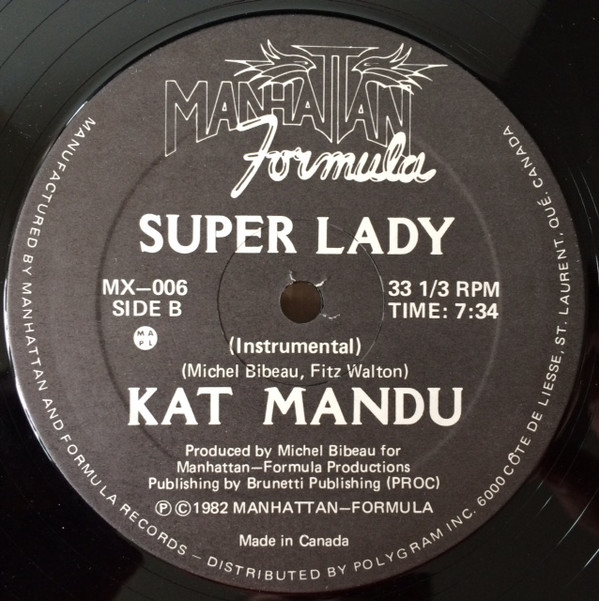 MANHATTAN
Formula
SUPER LADY
MX—006
SIDE B
33 1/3 RPM
TIME: 7:34
MA
PL
(Instrumental)
(Michel Bibeau, Fitz Walton)
KAT MANDU
Produced by Michel Bibeau for
Manhattan—Formula Productions
Publishing by Brunetti Publishing (PROC)
Ⓟ©1982 MANHATTAN—FORMULA
Made in Canada
MANUFACTURED BY MANHATTAN AND FORMULA RECORDS — DISTRIBUTED BY POLYGRAM INC. 6000 CÔTE DE LIESSE, ST. LAURENT, QUÉ. CANADA